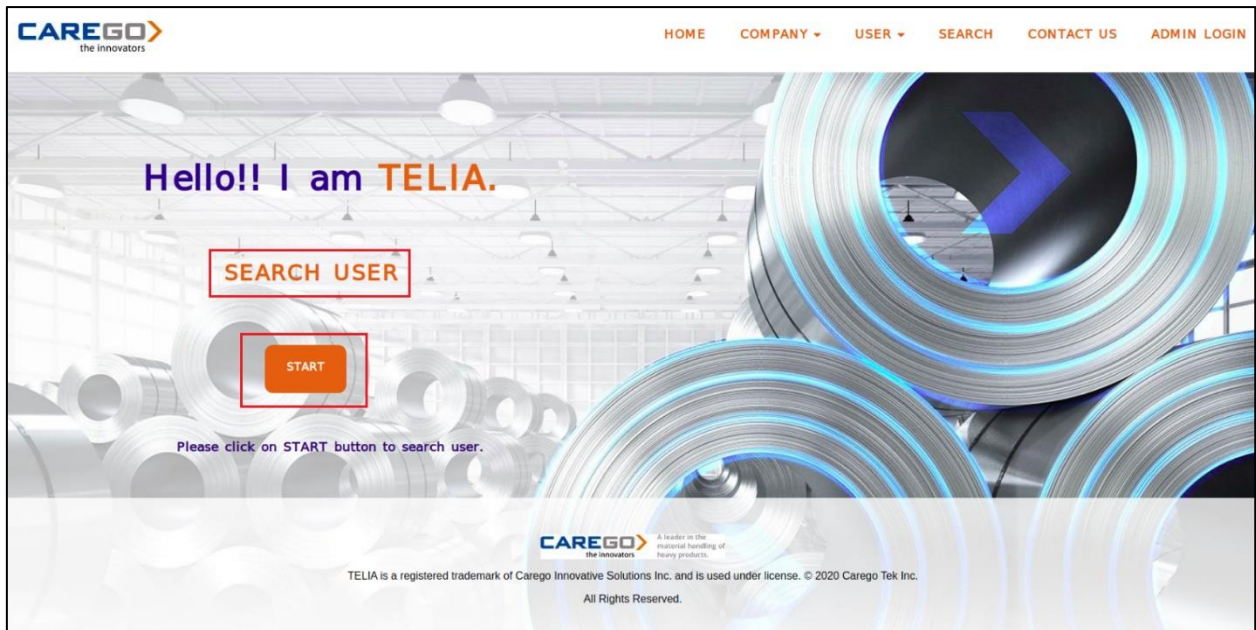 CAREGO
the innovators
HOME COMPANY USER SEARCH CONTACT US ADMIN LOGIN
Hello!! I am TELIA.
SEARCH USER
START
Please click on START button to search user.
CAREGO
the innovators
A leader in the
material handling of
heavy products.
TELIA is a registered trademark of Carego Innovative Solutions Inc. and is used under license. © 2020 Carego Tek Inc.
All Rights Reserved.